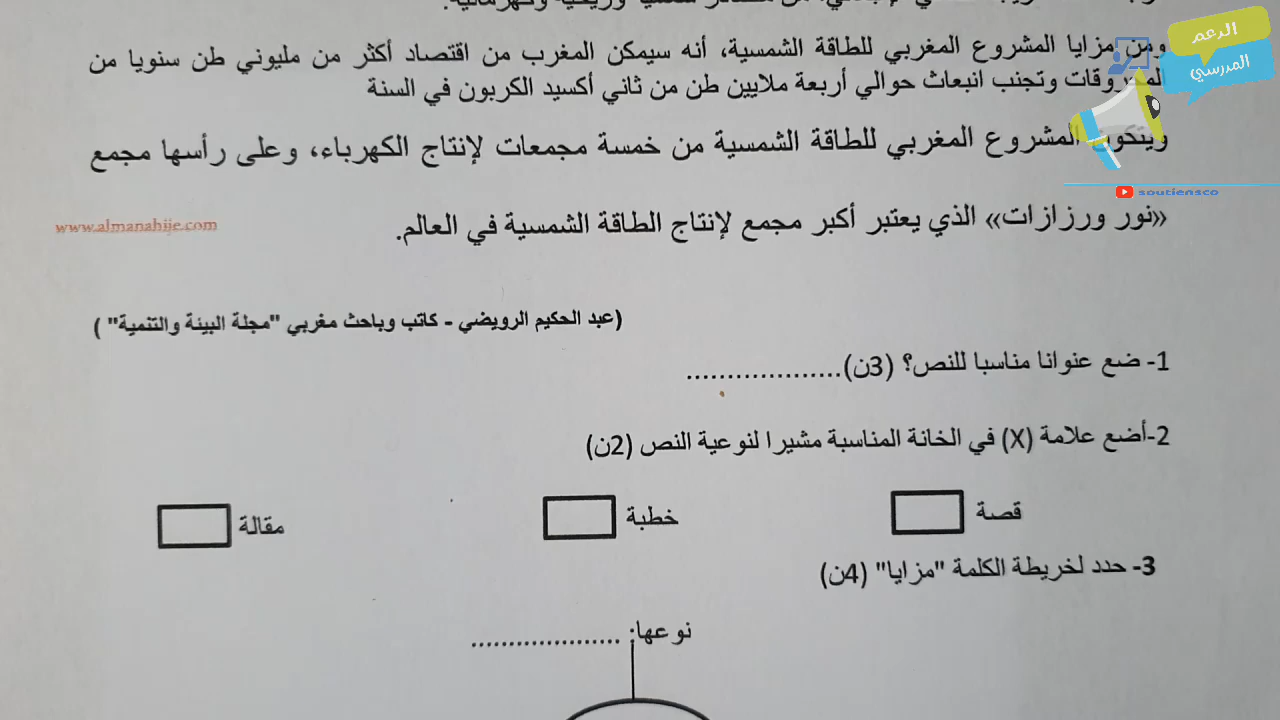 ومن مزايا المشروع المغربي للطاقة الشمسية، أنه سيمكن المغرب من اقتصاد أكثر من مليوني طن سنويا من
وتجنب انبعاث حوالي أربعة ملايين طن من ثاني أكسيد الكربون في السنة
ويتكون المشروع المغربي للطاقة الشمسية من خمسة مجمعات لإنتاج الكهرباء، وعلى رأسها مجمع
«نور ورزازات» الذي يعتبر أكبر مجمع لإنتاج الطاقة الشمسية في العالم.
(عبد الحكيم الرويضي - كاتب وباحث مغربي "مجلة البيئة والتنمية" )
1- ضع عنوانا مناسبا للنص؟ (3ن)...................
2-أضع علامة (X) في الخانة المناسبة مشيرا لنوعية النص (2ن)
قصة خطبة مقالة
3- حدد لخريطة الكلمة "مزايا" (4ن)
نوعها: ....................
www.almanahije.com
الدعم
المدرسي
soutiensco